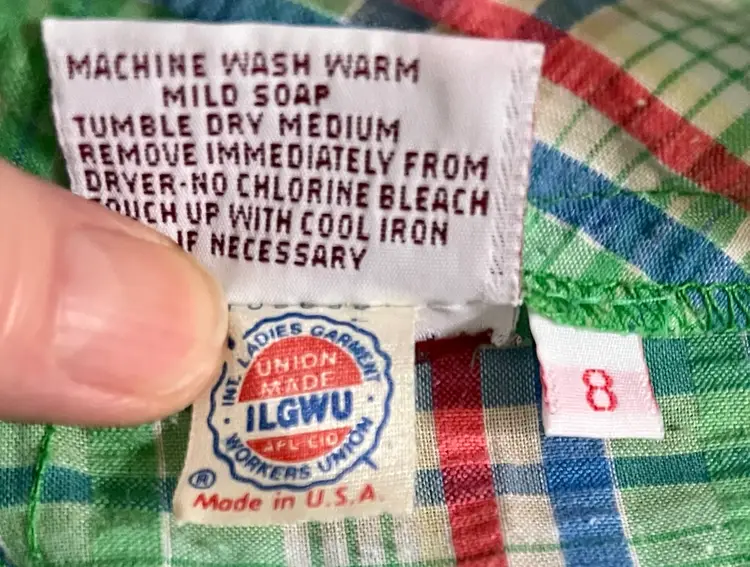 MACHINE WASH WARM
MILD SOAP
TUMBLE DRY MEDIUM
REMOVE IMMEDIATELY FROM
DRYER-NO CHLORINE BLEACH
TOUCH UP WITH COOL IRON
IF NECESSARY
INT. LADIES GARMENT
UNION
MADE
ILGWU
AFL-CIO
WORKERS UNION
®
Made in U.S.A.
8